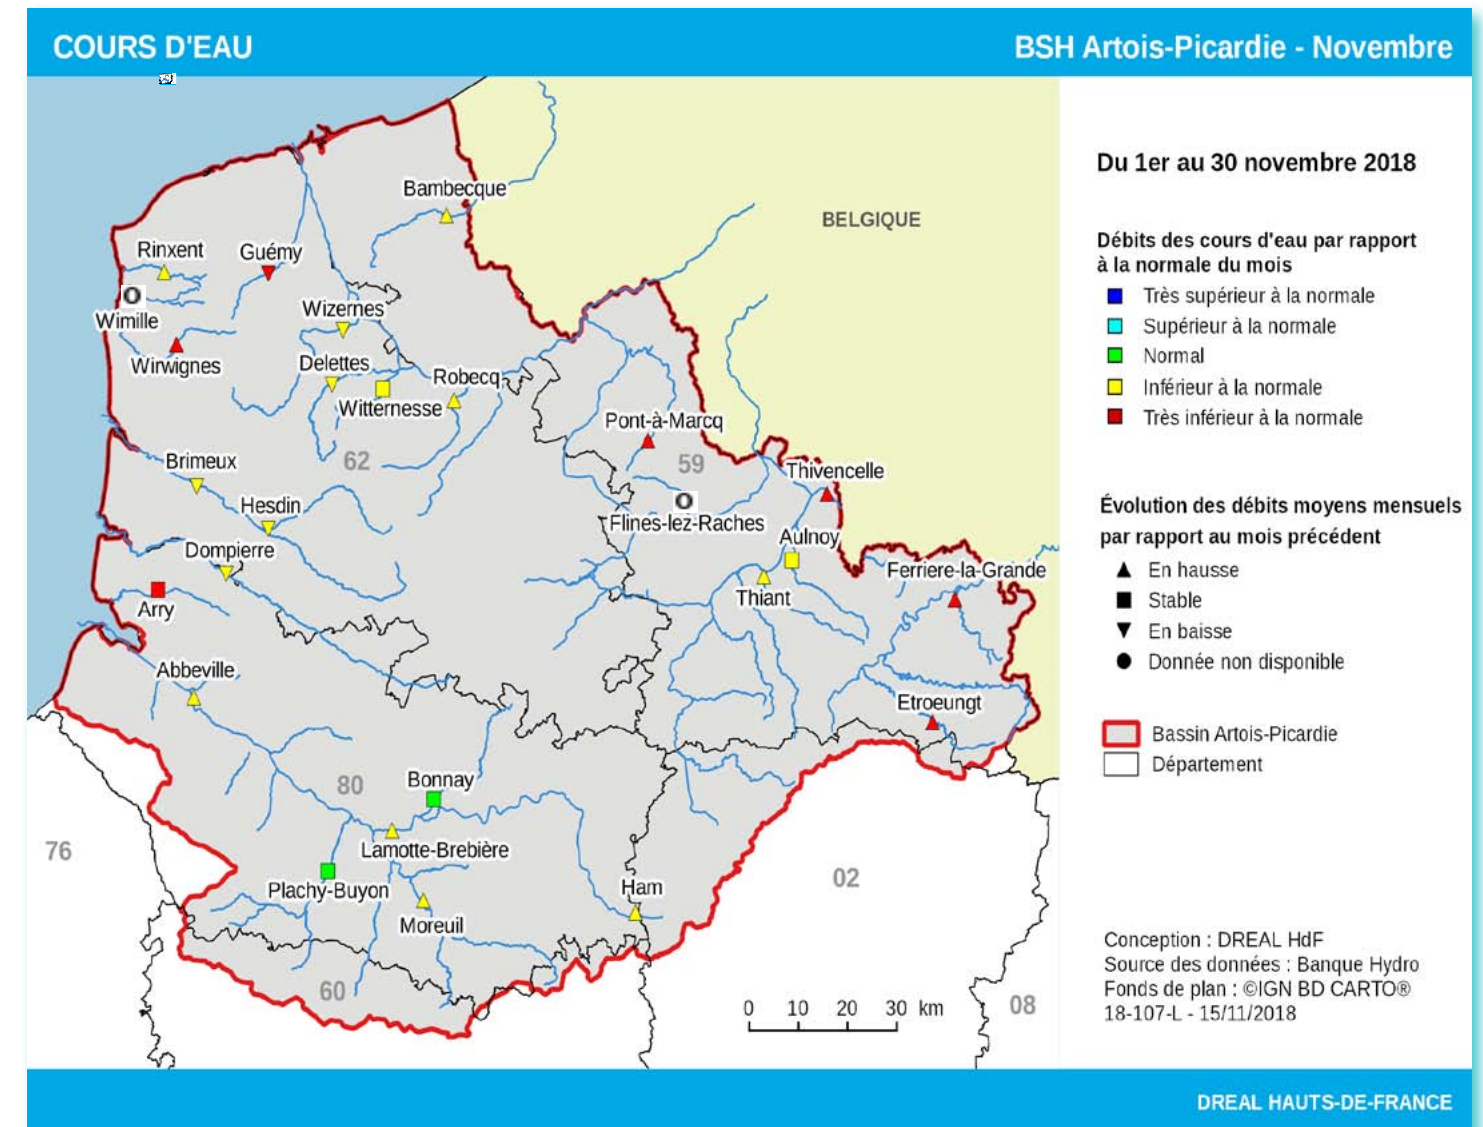 COURS D'EAU
BSH Artois-Picardie - Novembre
Bambecque
BELGIQUE
Rinxent
Guémy
Wimille
Wizernes
Wirwignes
Delettes
Robecq
Witternesse
Pont-à-Marcq
62
59
Brimeux
Thivencelle
Hesdin
Flines-lez-Raches
Aulnoy
Dompierre
Ferriere-la-Grande
Arry
Thiant
Abbeville
Etroeungt
80
Bonnay
76
Lamotte-Brebière
02
Plachy-Buyon
Ham
Moreuil
60
08
0 10 20 30 km
Du 1er au 30 novembre 2018
Débits des cours d'eau par rapport
à la normale du mois
Très supérieur à la normale
Supérieur à la normale
Normal
Inférieur à la normale
Très inférieur à la normale
Évolution des débits moyens mensuels
par rapport au mois précédent
En hausse
Stable
En baisse
Donnée non disponible
Bassin Artois-Picardie
Département
Conception : DREAL HdF
Source des données : Banque Hydro
Fonds de plan : ©IGN BD CARTO®
18-107-L - 15/11/2018
DREAL HAUTS-DE-FRANCE